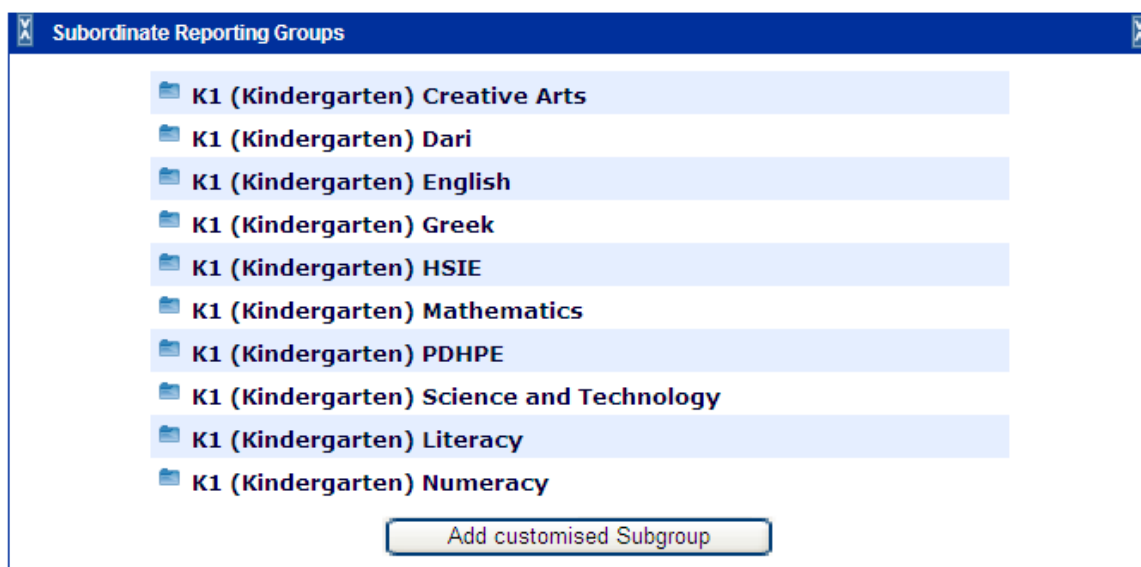 Subordinate Reporting Groups
K1 (Kindergarten) Creative Arts
K1 (Kindergarten) Dari
K1 (Kindergarten) English
K1 (Kindergarten) Greek
K1 (Kindergarten) HSIE
K1 (Kindergarten) Mathematics
K1 (Kindergarten) PDHPE
K1 (Kindergarten) Science and Technology
K1 (Kindergarten) Literacy
K1 (Kindergarten) Numeracy
Add customised Subgroup